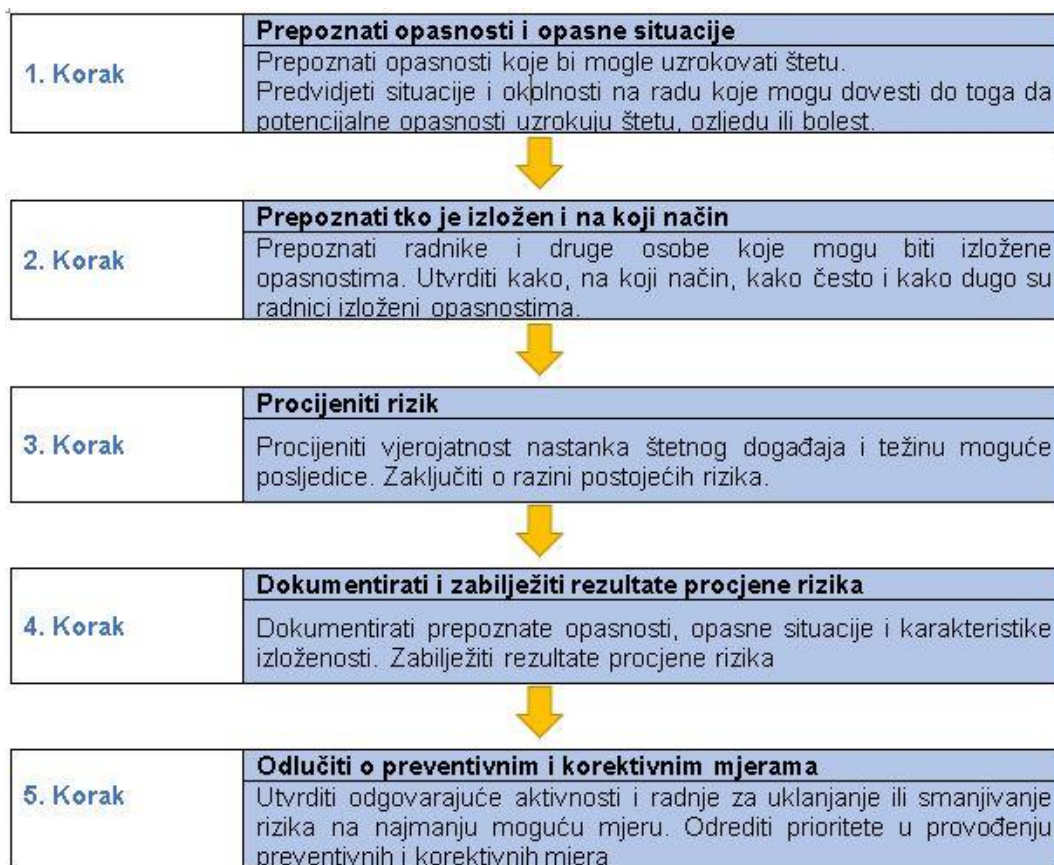 Prepoznati opasnosti i opasne situacije
1. Korak
Prepoznati opasnosti koje bi mogle uzrokovati štetu.
Predvidjeti situacije i okolnosti na radu koje mogu dovesti do toga da
potencijalne opasnosti uzrokuju štetu, ozljedu ili bolest.
Prepoznati tko je izložen i na koji način
2. Korak
Prepoznati radnike i druge osobe koje mogu biti izložene
opasnostima. Utvrditi kako, na koji način, kako često i kako dugo su
radnici izloženi opasnostima.
Procijeniti rizik
3. Korak
Procijeniti vjerojatnost nastanka štetnog događaja i težinu moguće
posljedice. Zaključiti o razini postojećih rizika.
Dokumentirati i zabilježiti rezultate procjene rizika
4. Korak
Dokumentirati prepoznate opasnosti, opasne situacije i karakteristike
izloženosti. Zabilježiti rezultate procjene rizika
Odlučiti o preventivnim i korektivnim mjerama
5. Korak
Utvrditi odgovarajuće aktivnosti i radnje za uklanjanje ili smanjivanje
rizika na najmanju moguću mjeru. Odrediti prioritete u provođenju
preventivnih i korektivnih mjera